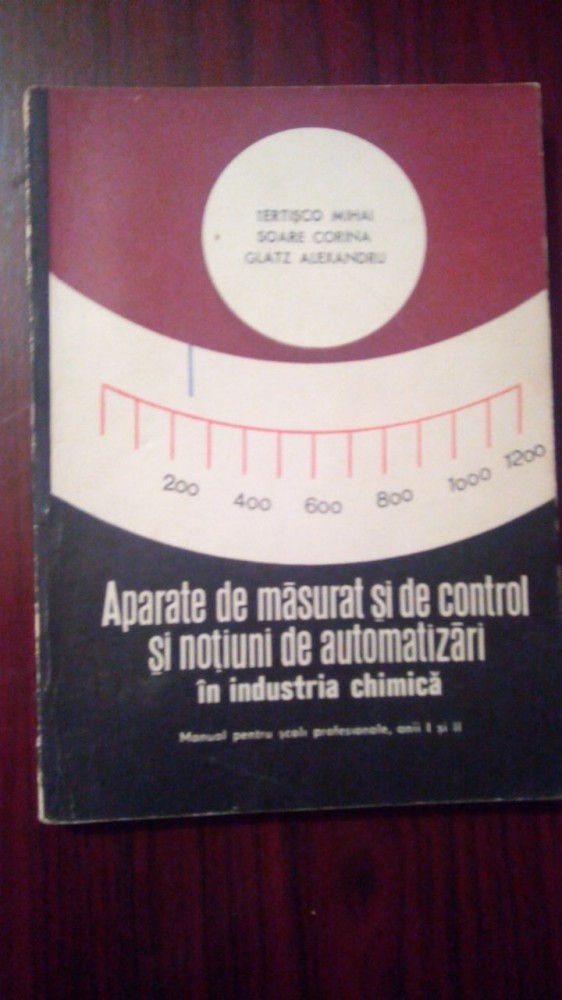 TERTIȘCO MIHAI
SOARE CORINA
GLATZ ALEXANDRU
200 400 600 800 1000 1200
Aparate de măsurat și de control
și noțiuni de automatizări
în industria chimică
Manual pentru școli profesionale, anii I și II